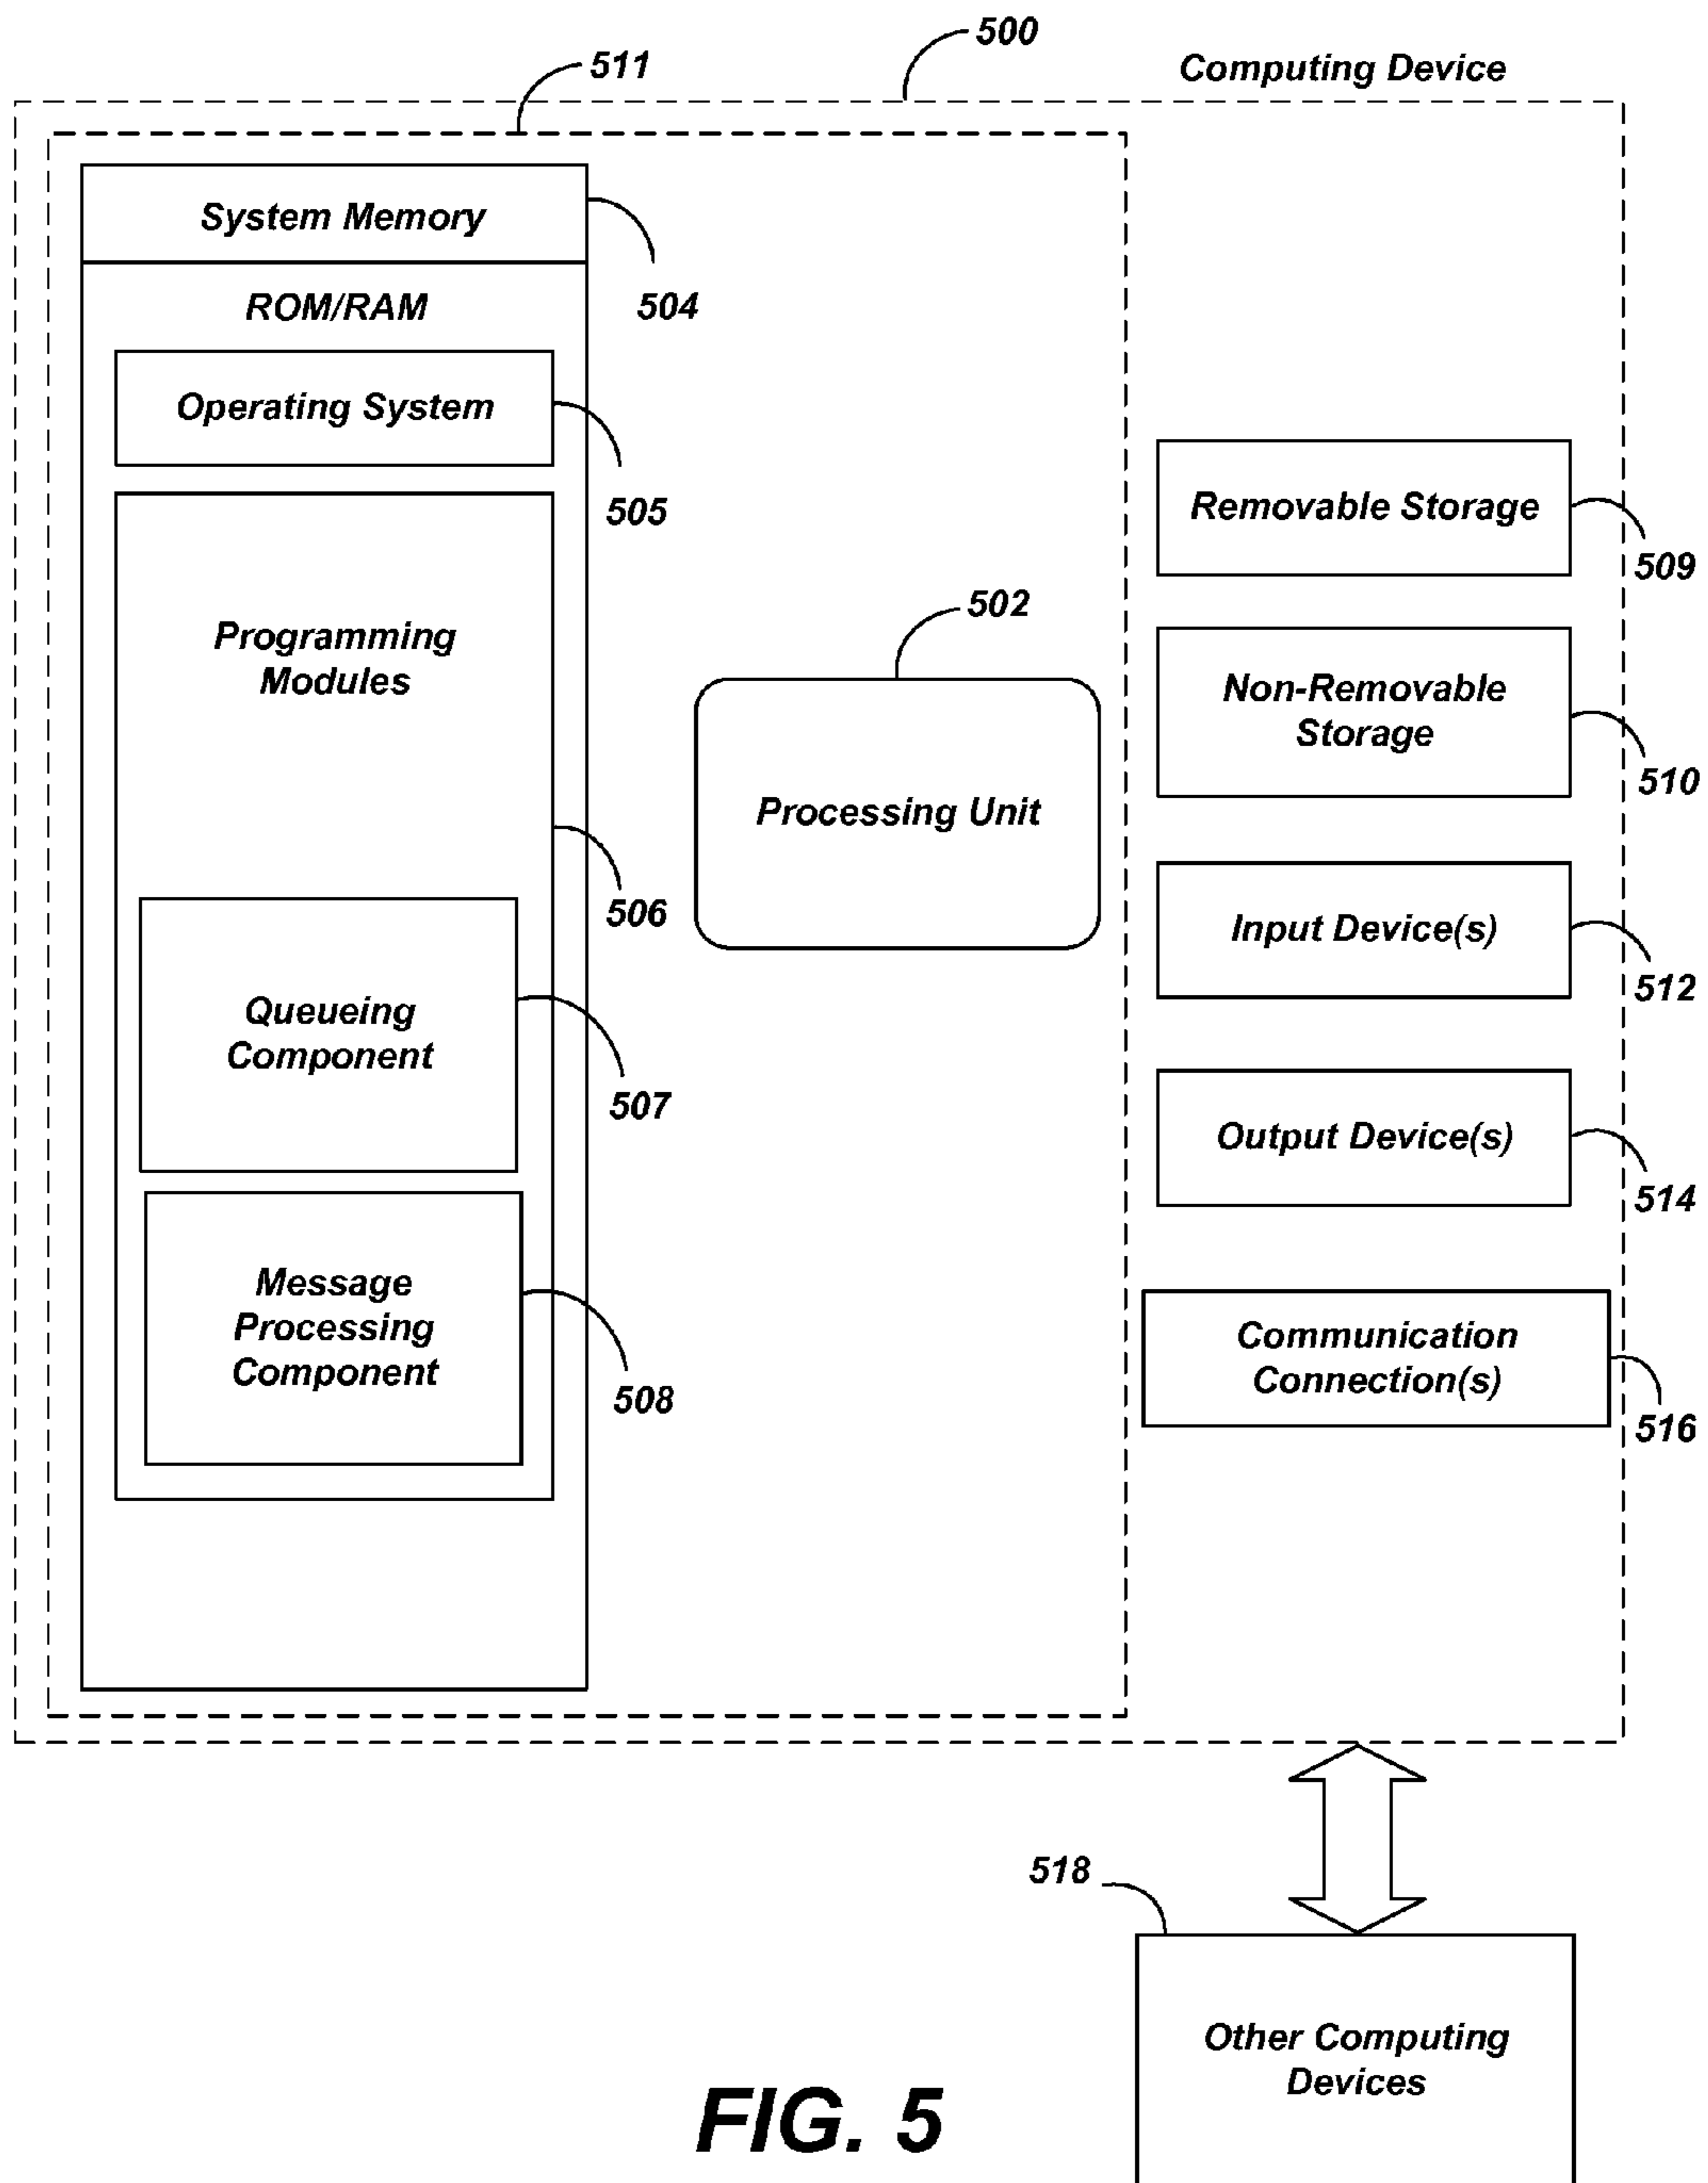 500
511
Computing Device
System Memory
504
ROM/RAM
Operating System
505
Removable Storage
509
502
Programming
Modules
Non-Removable
Storage
510
Processing Unit
506
Input Device(s)
512
Queueing
Component
507
Output Device(s)
514
Message
Processing
Component
508
Communication
Connection(s)
516
518
Other Computing
Devices
FIG. 5